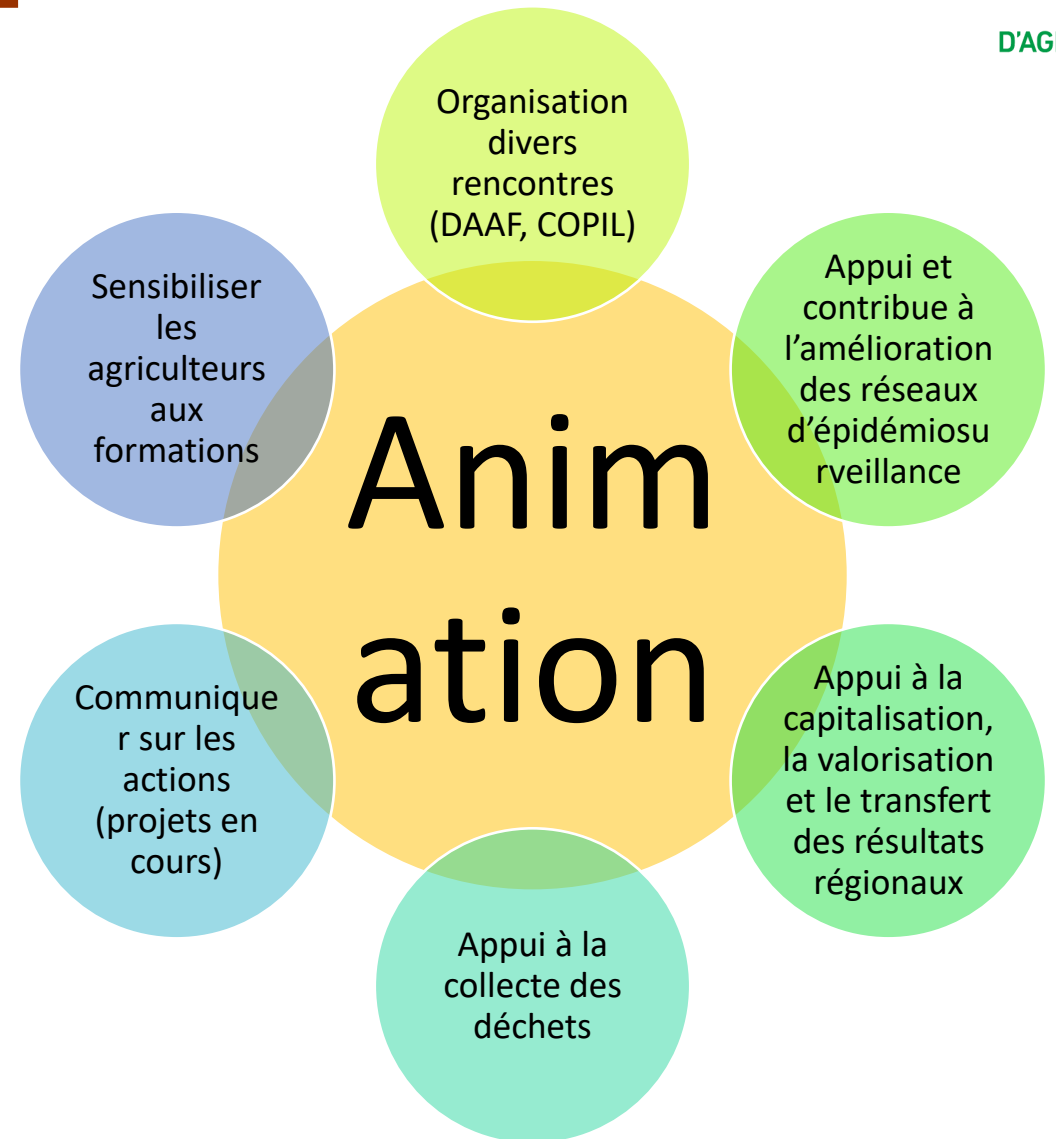 D'AG
Organisation
divers
rencontres
(DAAF, COPIL)
Appui et
contribue à
l'amélioration
des réseaux
d'épidémiosu
rveillance
Appui à la
capitalisation,
la valorisation
et le transfert
des résultats
régionaux
Appui à la
collecte des
déchets
Communique
r sur les
actions
(projets en
cours)
Sensibiliser
les
agriculteurs
aux
formations
Anim
ation